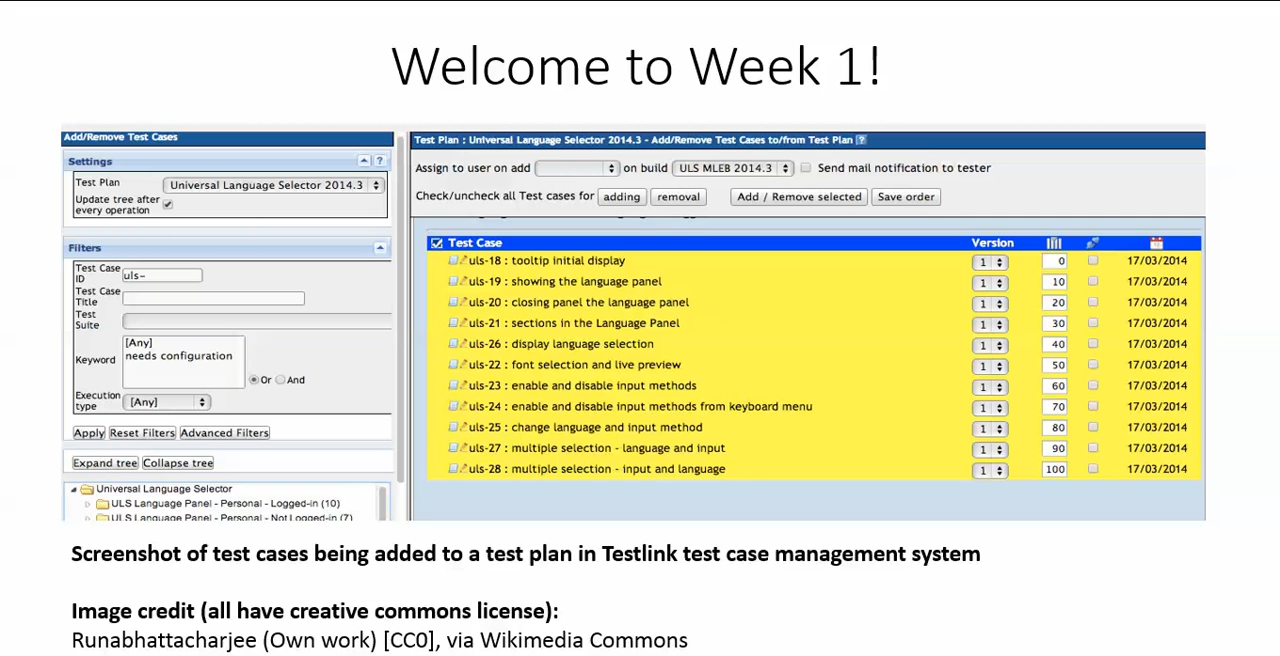 Welcome to Week 1!
Add/Remove Test Cases
Settings
?
Test Plan
Universal Language Selector 2014.3
Update tree after
every operation
Filters
Test Case
ID
uls-
Test Case
Title
Test
Suite
Keyword
[Any]
needs configuration
Or And
Execution
type
[Any]
Apply Reset Filters Advanced Filters
Expand tree Collapse tree
Universal Language Selector
ULS Language Panel - Personal - Logged-in (10)
ULS Language Panel - Personal - Not Logged-in (7)
Test Plan : Universal Language Selector 2014.3 - Add/Remove Test Cases to/from Test Plan ?
Assign to user on add on build ULS MLEB 2014.3 Send mail notification to tester
Check/uncheck all Test cases for adding removal Add / Remove selected Save order
Test Case Version
uls-18 : tooltip initial display 1 0 17/03/2014
uls-19 : showing the language panel 1 10 17/03/2014
uls-20 : closing panel the language panel 1 20 17/03/2014
uls-21 : sections in the Language Panel 1 30 17/03/2014
uls-26 : display language selection 1 40 17/03/2014
uls-22 : font selection and live preview 1 50 17/03/2014
uls-23 : enable and disable input methods 1 60 17/03/2014
uls-24 : enable and disable input methods from keyboard menu 1 70 17/03/2014
uls-25 : change language and input method 1 80 17/03/2014
uls-27 : multiple selection - language and input 1 90 17/03/2014
uls-28 : multiple selection - input and language 1 100 17/03/2014
Screenshot of test cases being added to a test plan in Testlink test case management system
Image credit (all have creative commons license):
Runabhattacharjee (Own work) [CC0], via Wikimedia Commons